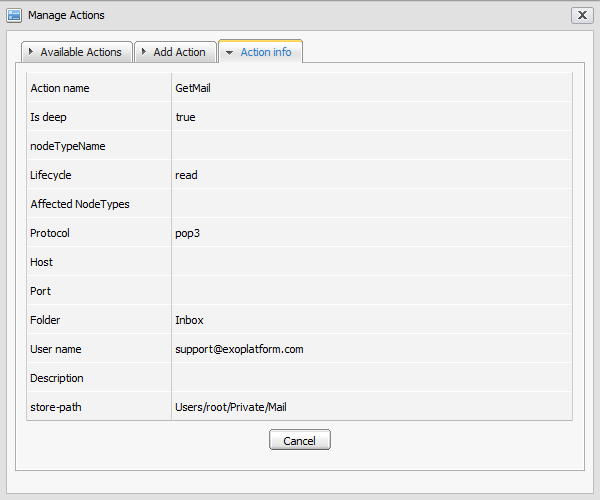 Manage Actions
Available Actions Add Action Action info
Action name GetMail
Is deep true
nodeTypeName
Lifecycle read
Affected NodeTypes
Protocol pop3
Host
Port
Folder Inbox
User name support@exoplatform.com
Description
store-path Users/root/Private/Mail
Cancel